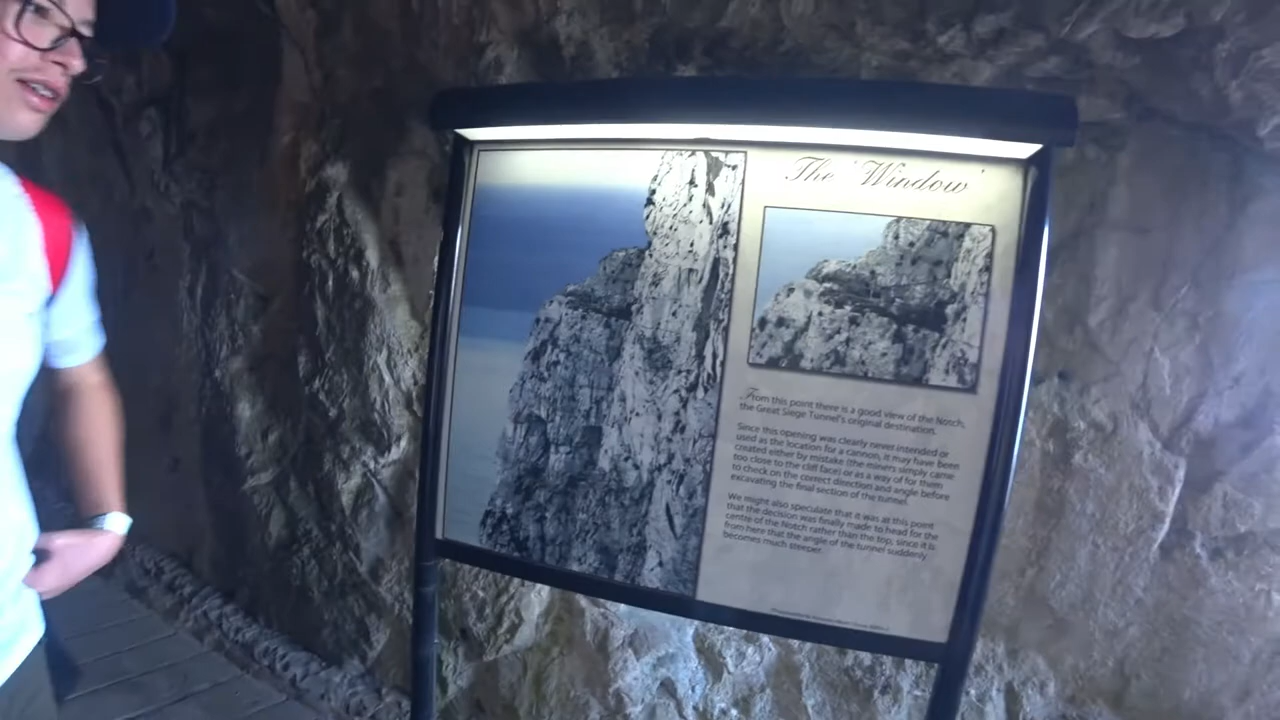 The 'Window'
From this point there is a good view of the Notch,
the Great Siege Tunnel's original destination.
Since this opening was clearly never intended or
used as the location for a cannon, it may have been
created either by mistake (the miners simply came
too close to the cliff face) or as a way of for them
to check on the correct direction and angle before
excavating the final section of the tunnel.
We might also speculate that it was at this point
that the decision was finally made to head for the
centre of the Notch rather than the top, since it is
from here that the angle of the tunnel suddenly
becomes much steeper.